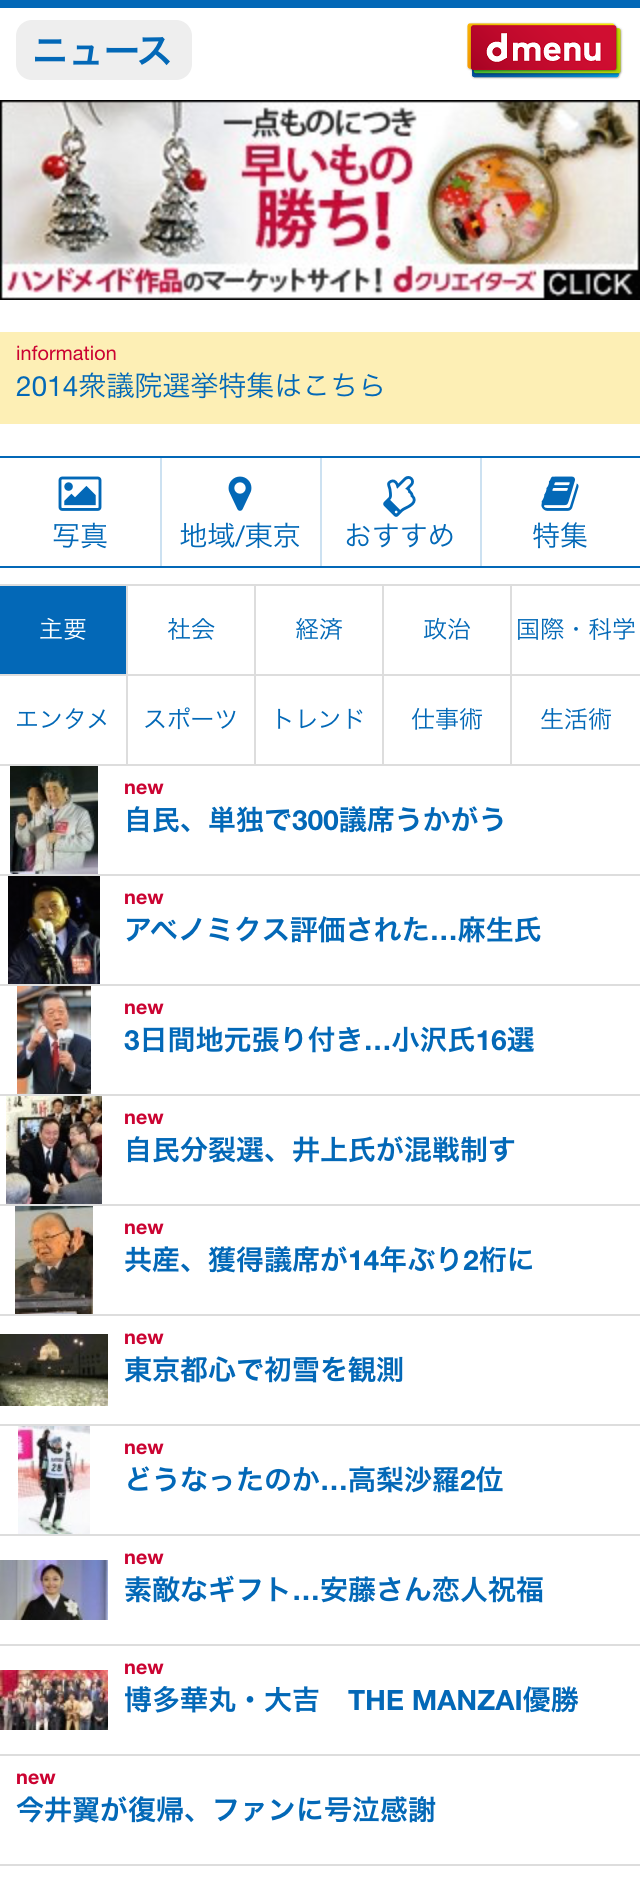 ニュース
dmenu
一点ものにつき
早いもの
勝ち!
ハンドメイド作品のマーケットサイト! dクリエイターズ CLICK
information
2014衆議院選挙特集はこちら
写真 地域/東京 おすすめ 特集
主要 社会 経済 政治 国際・科学
エンタメ スポーツ トレンド 仕事術 生活術
new
自民、単独で300議席うかがう
new
アベノミクス評価された…麻生氏
new
3日間地元張り付き…小沢氏16選
new
自民分裂選、井上氏が混戦制す
new
共産、獲得議席が14年ぶり2桁に
new
東京都心で初雪を観測
new
どうなったのか…高梨沙羅2位
new
素敵なギフト…安藤さん恋人祝福
new
博多華丸・大吉　THE MANZAI優勝
new
今井翼が復帰、ファンに号泣感謝